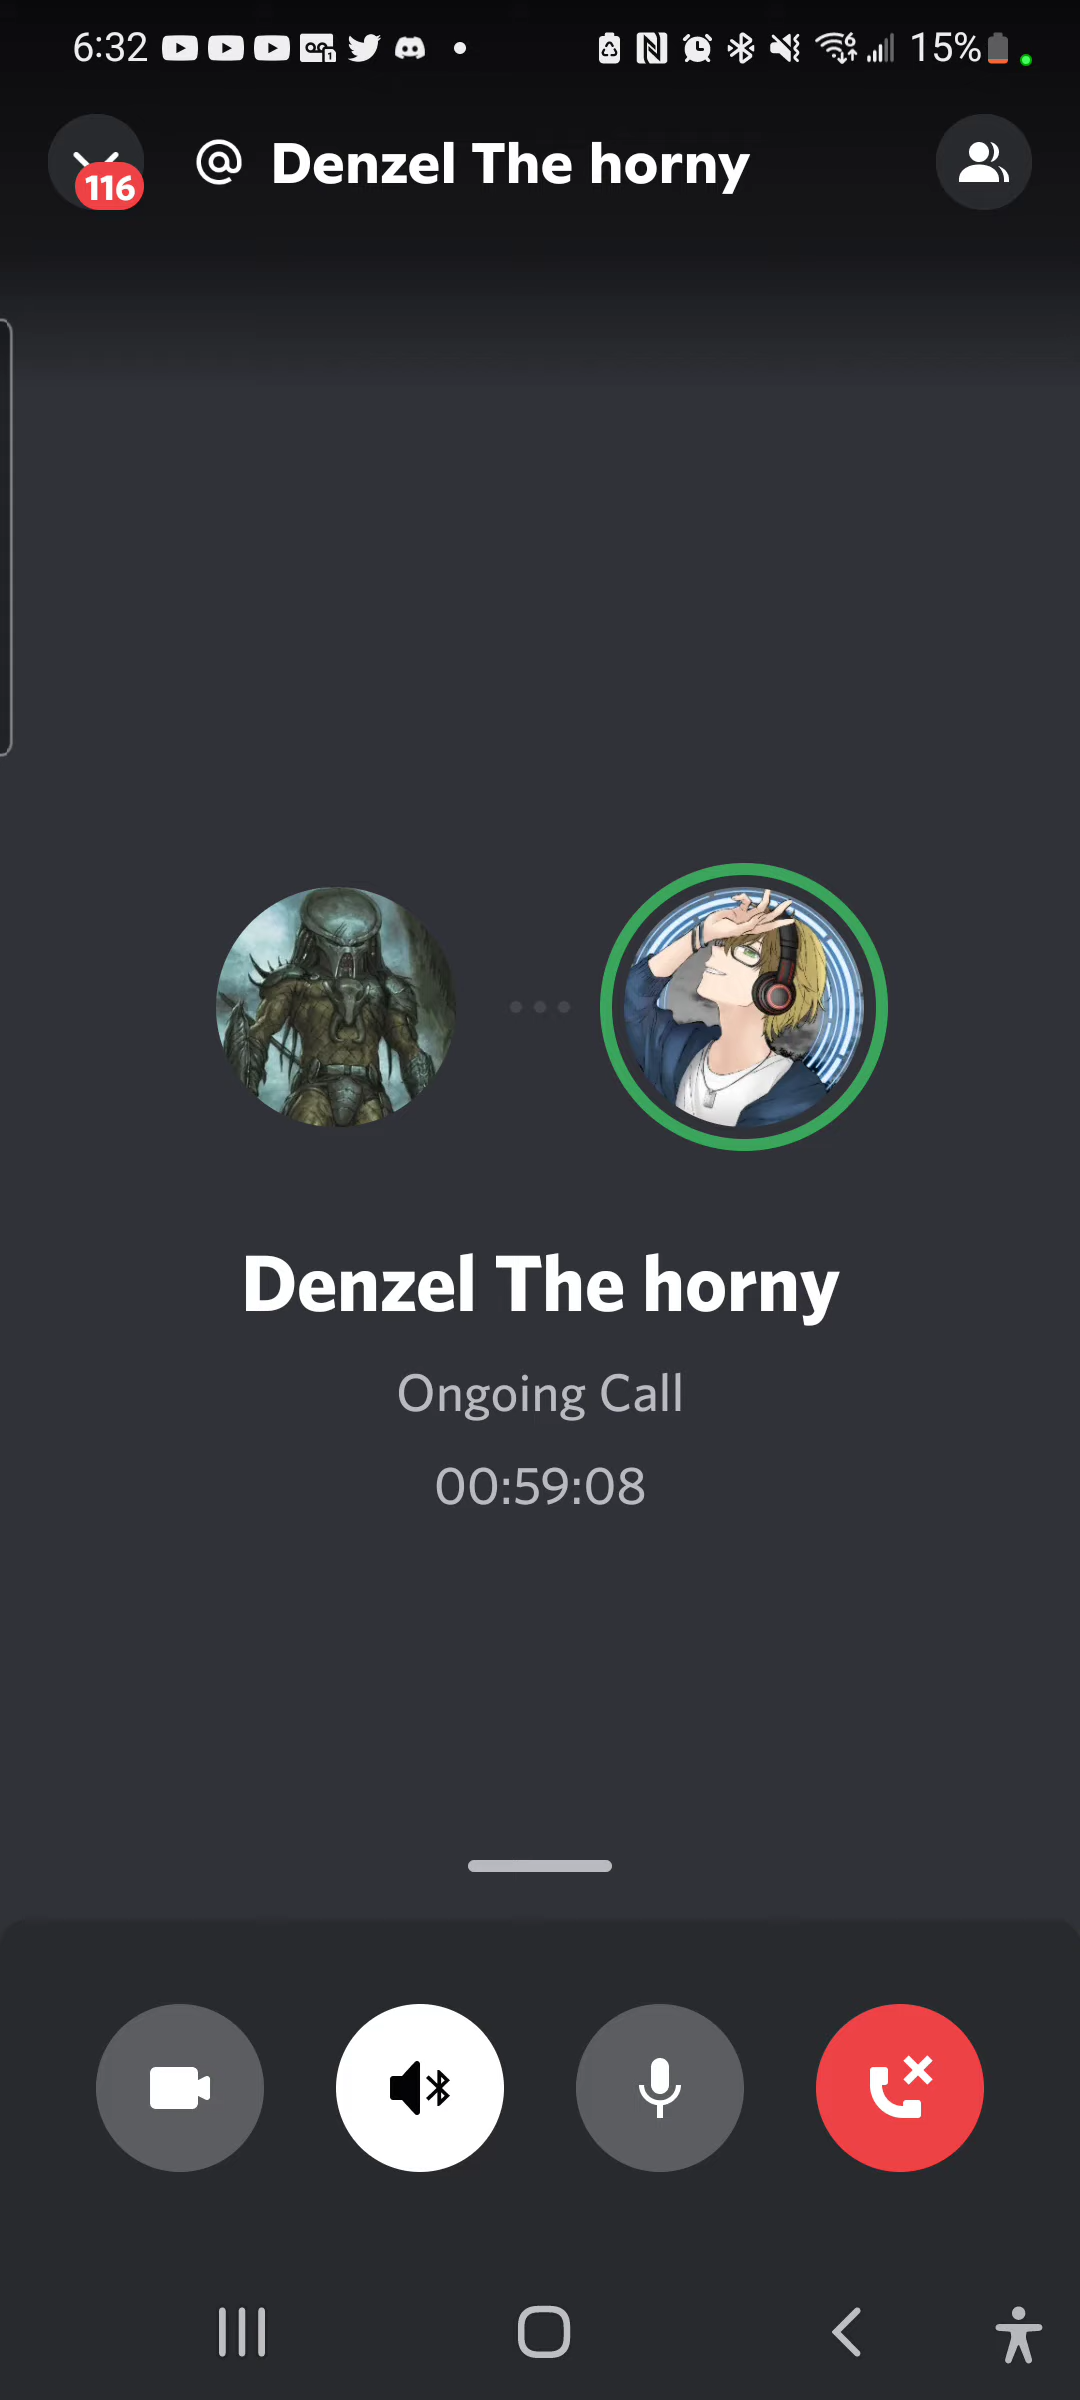 6:32
15%
116
@ Denzel The horny
Denzel The horny
Ongoing Call
00:59:08